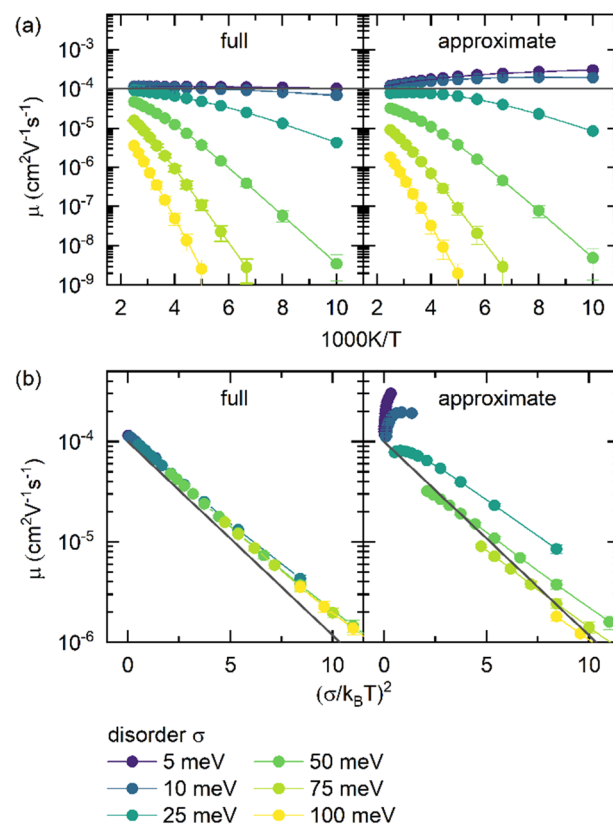 (a)
full
approximate
μ (cm²V⁻¹s⁻¹)
10⁻³
10⁻⁴
10⁻⁵
10⁻⁶
10⁻⁷
10⁻⁸
10⁻⁹
2 4 6 8 10 2 4 6 8 10
1000K/T
(b)
full
approximate
μ (cm²V⁻¹s⁻¹)
10⁻⁴
10⁻⁵
10⁻⁶
0 5 10 0 5 10
(σ/k_BT)²
disorder σ
5 meV 50 meV
10 meV 75 meV
25 meV 100 meV